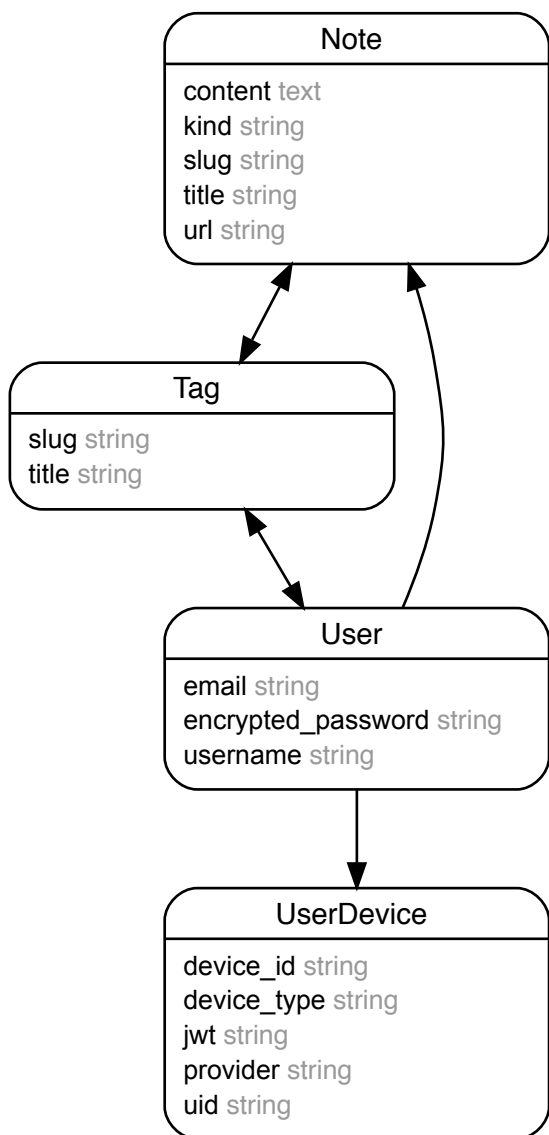 Note
content text
kind string
slug string
title string
url string
Tag
slug string
title string
User
email string
encrypted_password string
username string
UserDevice
device_id string
device_type string
jwt string
provider string
uid string